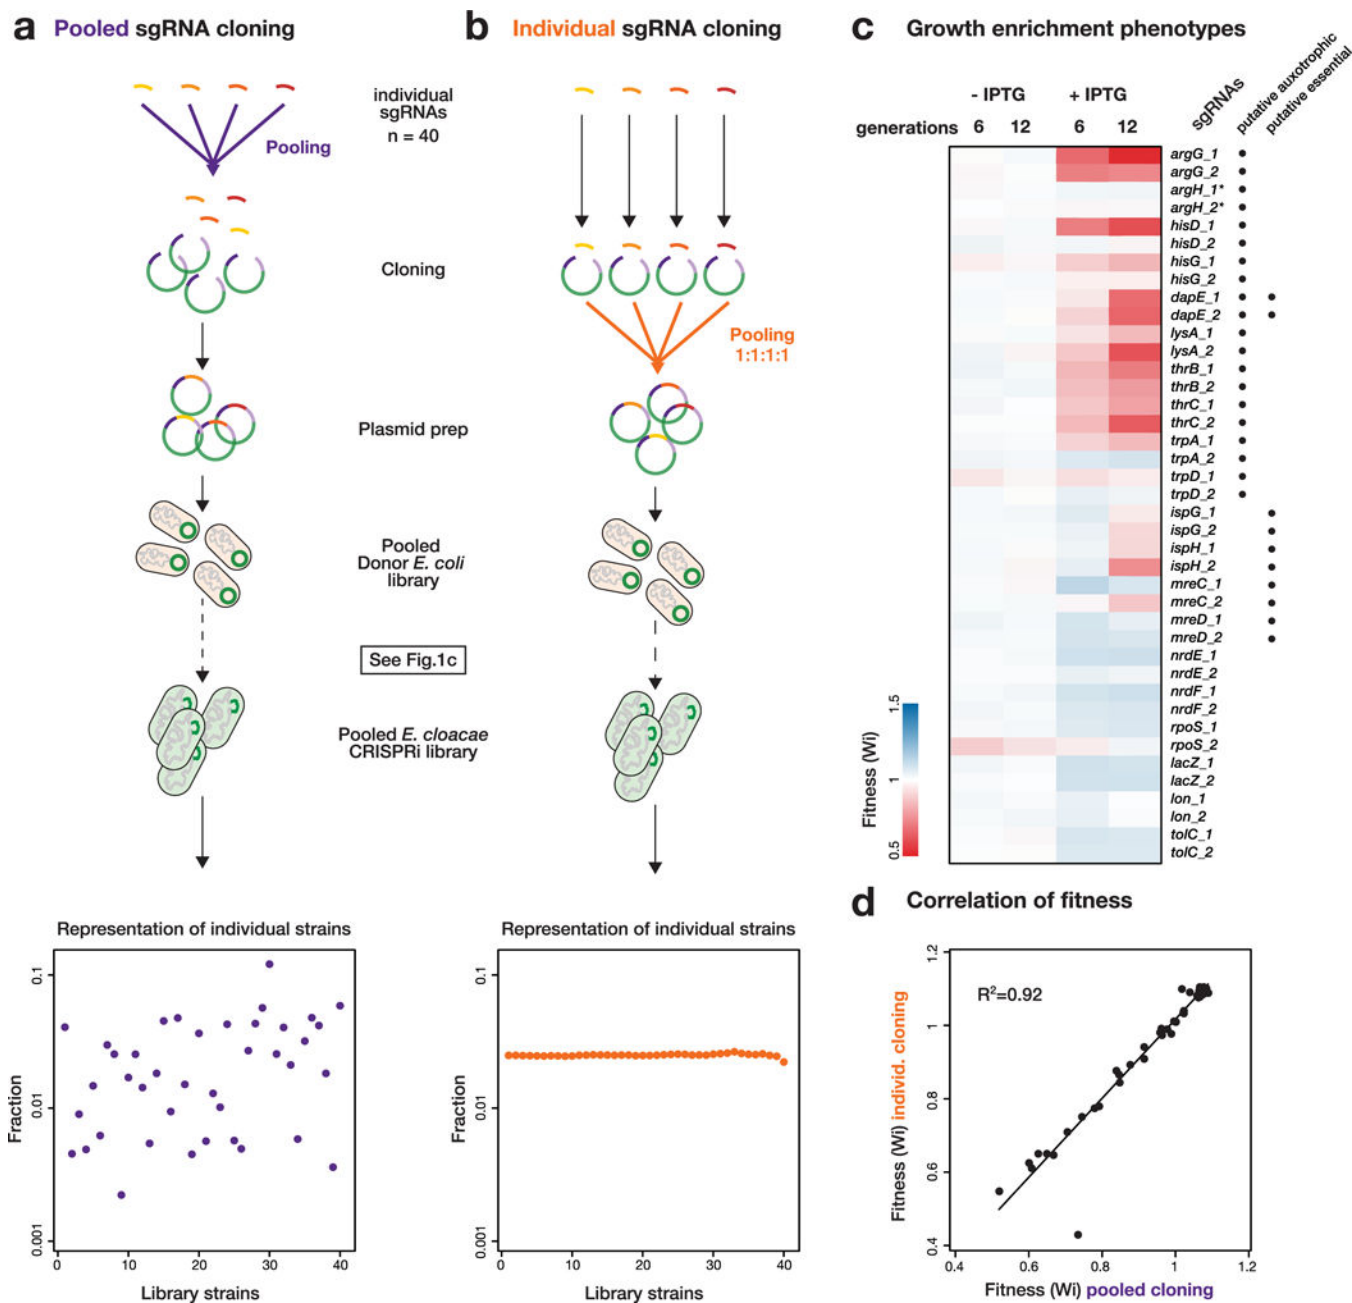 a Pooled sgRNA cloning
individual
sgRNAs
n = 40
Pooling
Cloning
Plasmid prep
Pooled
Donor E. coli
library
See Fig.1c
Pooled E. cloacae
CRISPRi library
Representation of individual strains
Fraction
0.1
0.01
0.001
0 10 20 30 40
Library strains
b Individual sgRNA cloning
Pooling
1:1:1:1
Representation of individual strains
Fraction
0.1
0.01
0.001
0 10 20 30 40
Library strains
c Growth enrichment phenotypes
- IPTG + IPTG
generations 6 12 6 12
sgRNAs
putative auxotrophic
putative essential
argG_1
argG_2
argH_1*
argH_2*
hisD_1
hisD_2
hisG_1
hisG_2
dapE_1
dapE_2
lysA_1
lysA_2
thrB_1
thrB_2
thrC_1
thrC_2
trpA_1
trpA_2
trpD_1
trpD_2
ispG_1
ispG_2
ispH_1
ispH_2
mreC_1
mreC_2
mreD_1
mreD_2
nrdE_1
nrdE_2
nrdF_1
nrdF_2
rpoS_1
rpoS_2
lacZ_1
lacZ_2
lon_1
lon_2
tolC_1
tolC_2
Fitness (Wi)
1.5
1
0.5
d Correlation of fitness
R²=0.92
Fitness (Wi) individ. cloning
1.2
1
0.8
0.6
0.4
0.4 0.6 0.8 1 1.2
Fitness (Wi) pooled cloning